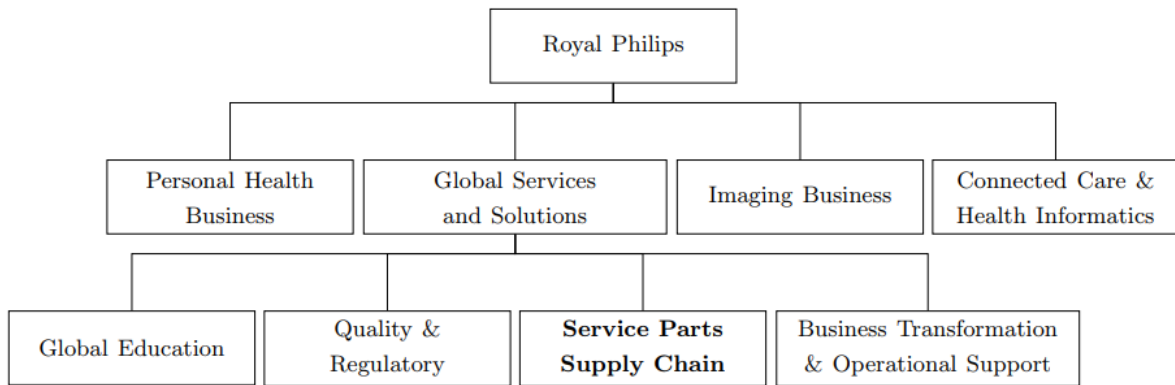 Royal Philips
Personal Health
Business
Global Services
and Solutions
Imaging Business
Connected Care &
Health Informatics
Global Education
Quality &
Regulatory
Service Parts
Supply Chain
Business Transformation
& Operational Support